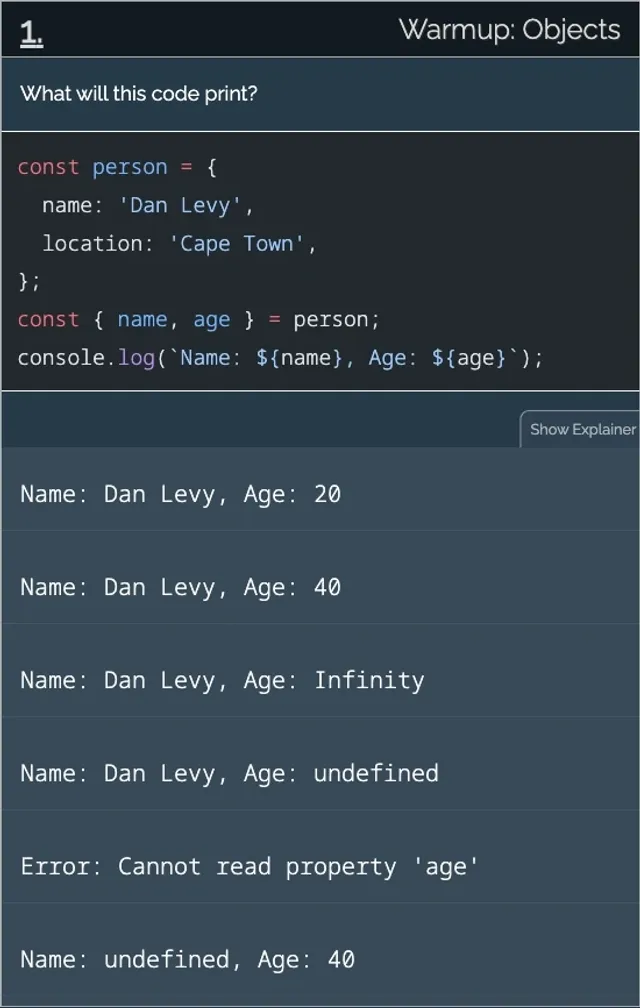 1.
Warmup: Objects
What will this code print?
const person = {
  name: 'Dan Levy',
  location: 'Cape Town',
};
const { name, age } = person;
console.log(`Name: ${name}, Age: ${age}`);
Show Explainer
Name: Dan Levy, Age: 20
Name: Dan Levy, Age: 40
Name: Dan Levy, Age: Infinity
Name: Dan Levy, Age: undefined
Error: Cannot read property 'age'
Name: undefined, Age: 40